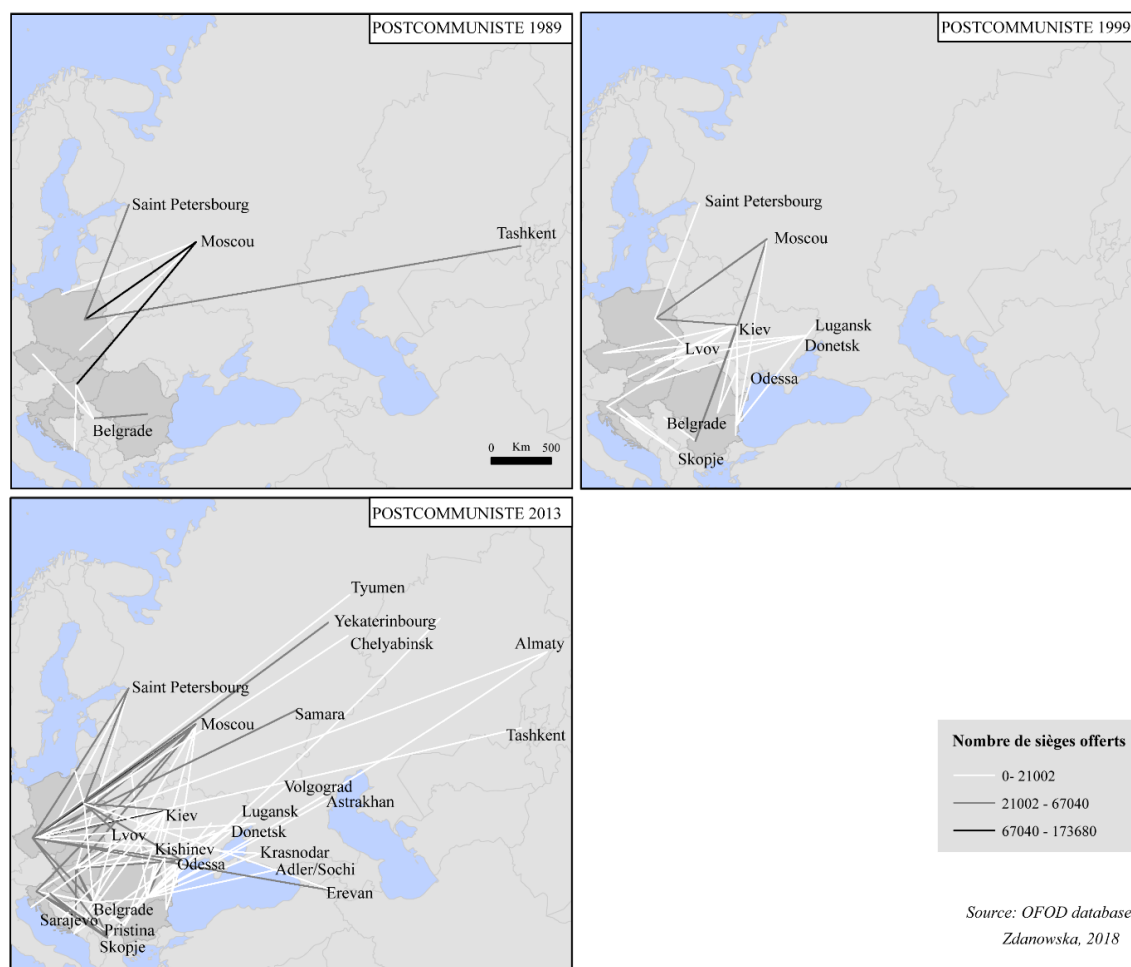 POSTCOMMUNISTE 1989
Saint Petersbourg
Moscou
Tashkent
Belgrade
0 Km 500
POSTCOMMUNISTE 1999
Saint Petersbourg
Moscou
Kiev
Lugansk
Lvov
Donetsk
Odessa
Belgrade
Skopje
POSTCOMMUNISTE 2013
Tyumen
Yekaterinbourg
Chelyabinsk
Almaty
Saint Petersbourg
Samara
Moscou
Tashkent
Volgograd
Astrakhan
Kiev
Lugansk
Lvov
Donetsk
Kishinev
Krasnodar
Odessa
Adler/Sochi
Erevan
Belgrade
Sarajevo
Pristina
Skopje
Nombre de sièges offerts
0- 21002
21002 - 67040
67040 - 173680
Source: OFOD database,
Zdanowska, 2018